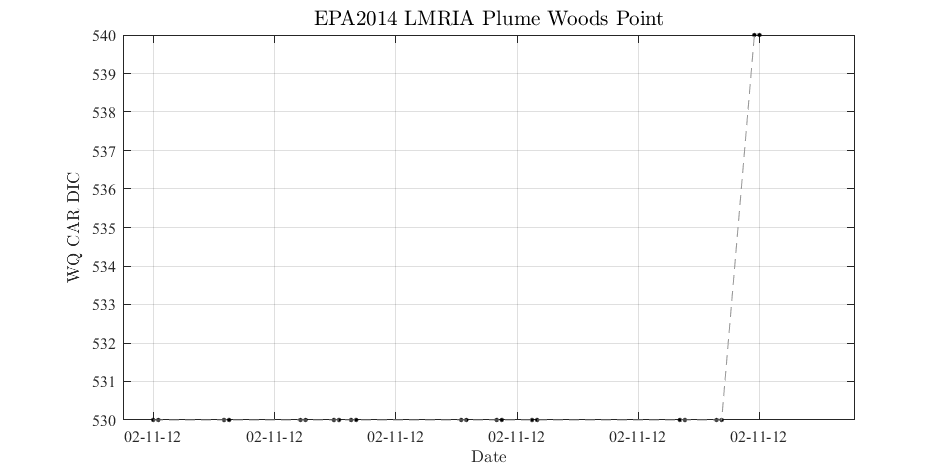 EPA2014 LMRIA Plume Woods Point
540
539
538
537
536
535
534
533
532
531
530
WQ CAR DIC
02-11-12 02-11-12 02-11-12 02-11-12 02-11-12 02-11-12
Date